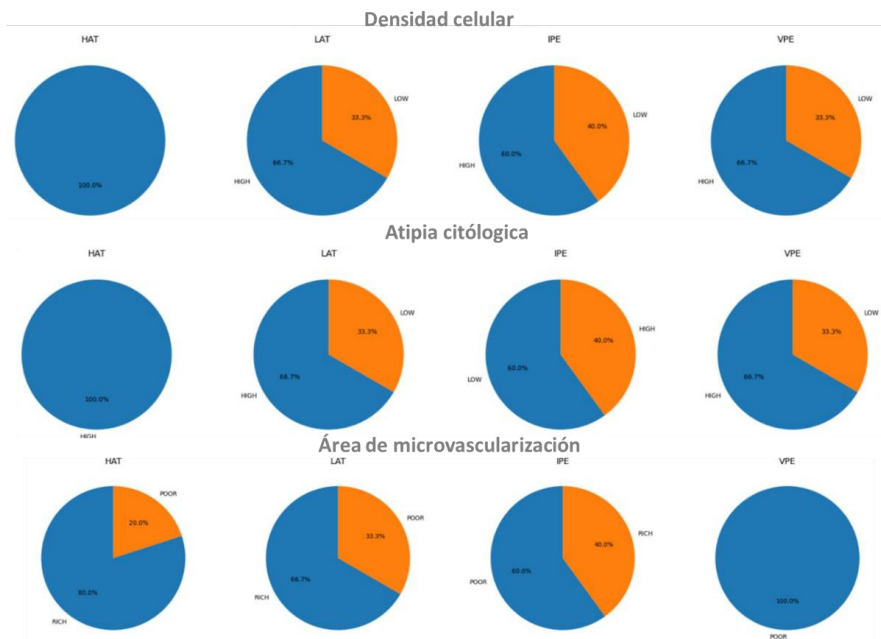 Densidad celular
HAT LAT IPE VPE
LOW LOW LOW
33.3% 40.0% 33.3%
66.7% 60.0% 66.7%
HIGH HIGH HIGH
100.0%
Atipia citólogica
HAT LAT IPE VPE
LOW HIGH LOW
33.3% 40.0% 33.3%
66.7% 60.0% 66.7%
HIGH LOW HIGH
100.0%
HIGH
Área de microvascularización
HAT LAT IPE VPE
POOR POOR RICH
20.0% 33.3% 40.0%
80.0% 66.7% 60.0% 100.0%
RICH RICH POOR POOR